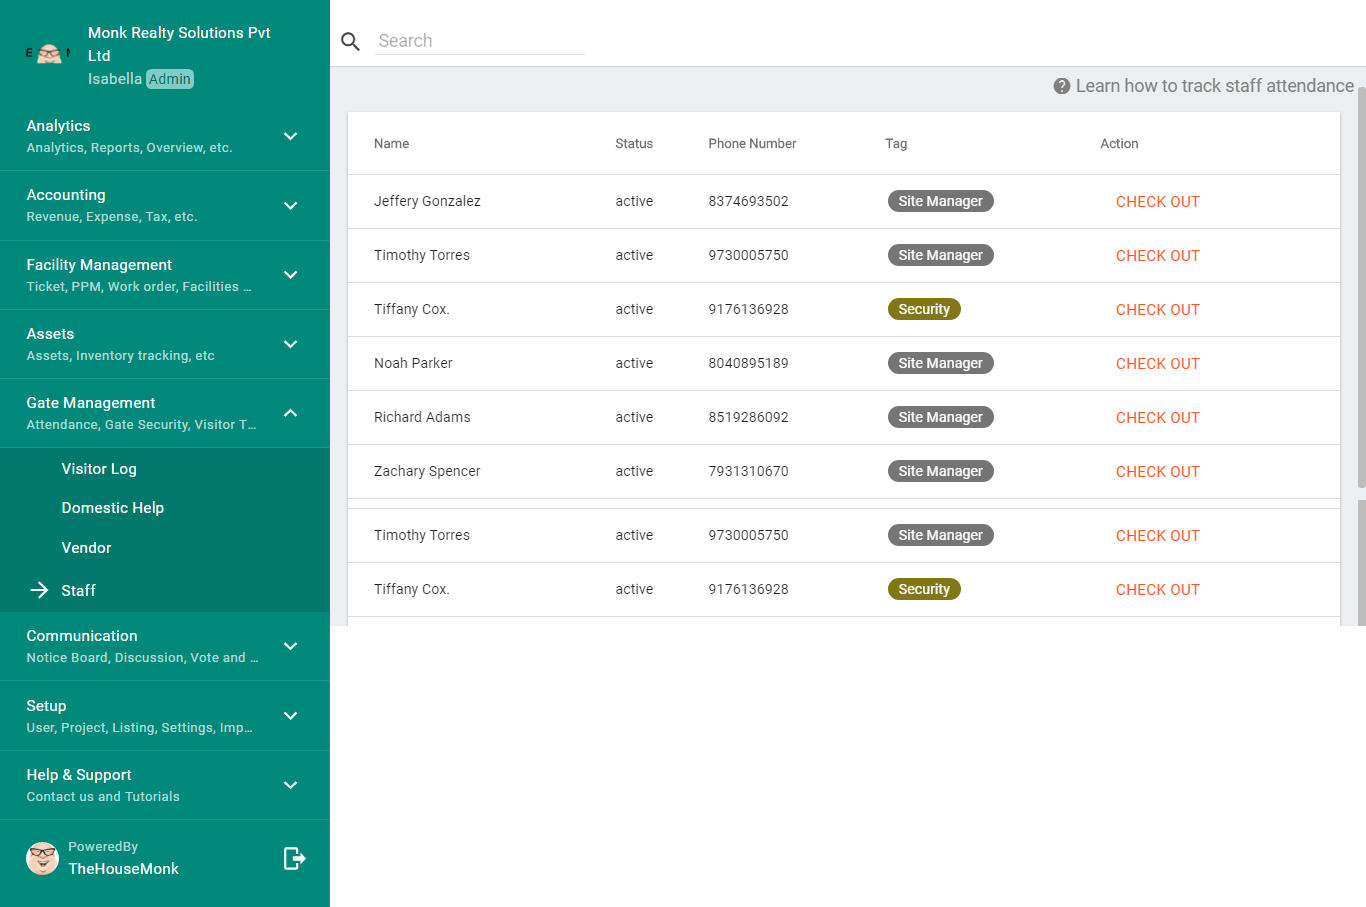 Monk Realty Solutions Pvt
Ltd
Isabella Admin
Analytics
Analytics, Reports, Overview, etc.
Accounting
Revenue, Expense, Tax, etc.
Facility Management
Ticket, PPM, Work order, Facilities ...
Assets
Assets, Inventory tracking, etc
Gate Management
Attendance, Gate Security, Visitor T...
Visitor Log
Domestic Help
Vendor
Staff
Communication
Notice Board, Discussion, Vote and ...
Setup
User, Project, Listing, Settings, Imp...
Help & Support
Contact us and Tutorials
PoweredBy
TheHouseMonk
Search
Learn how to track staff attendance
Name Status Phone Number Tag Action
Jeffery Gonzalez active 8374693502 Site Manager CHECK OUT
Timothy Torres active 9730005750 Site Manager CHECK OUT
Tiffany Cox. active 9176136928 Security CHECK OUT
Noah Parker active 8040895189 Site Manager CHECK OUT
Richard Adams active 8519286092 Site Manager CHECK OUT
Zachary Spencer active 7931310670 Site Manager CHECK OUT
Timothy Torres active 9730005750 Site Manager CHECK OUT
Tiffany Cox. active 9176136928 Security CHECK OUT